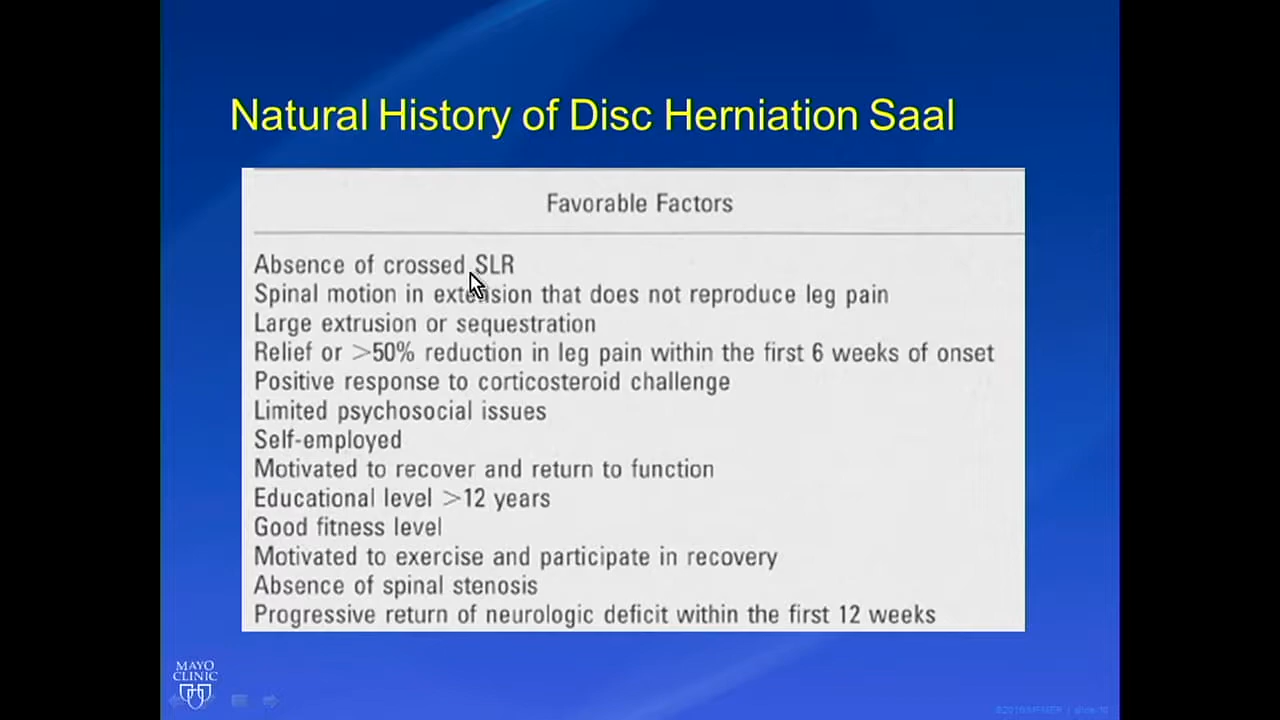 Natural History of Disc Herniation Saal
Favorable Factors
Absence of crossed SLR
Spinal motion in extension that does not reproduce leg pain
Large extrusion or sequestration
Relief or >50% reduction in leg pain within the first 6 weeks of onset
Positive response to corticosteroid challenge
Limited psychosocial issues
Self-employed
Motivated to recover and return to function
Educational level >12 years
Good fitness level
Motivated to exercise and participate in recovery
Absence of spinal stenosis
Progressive return of neurologic deficit within the first 12 weeks
MAYO
CLINIC